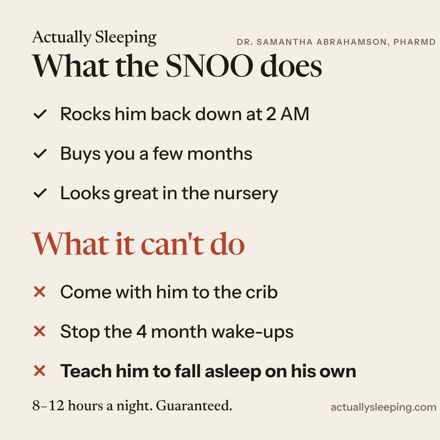 Actually Sleeping
DR. SAMANTHA ABRAHAMSON, PHARMD
What the SNOO does
✓ Rocks him back down at 2 AM
✓ Buys you a few months
✓ Looks great in the nursery
What it can't do
✕ Come with him to the crib
✕ Stop the 4 month wake-ups
✕ Teach him to fall asleep on his own
8–12 hours a night. Guaranteed.
actuallysleeping.com